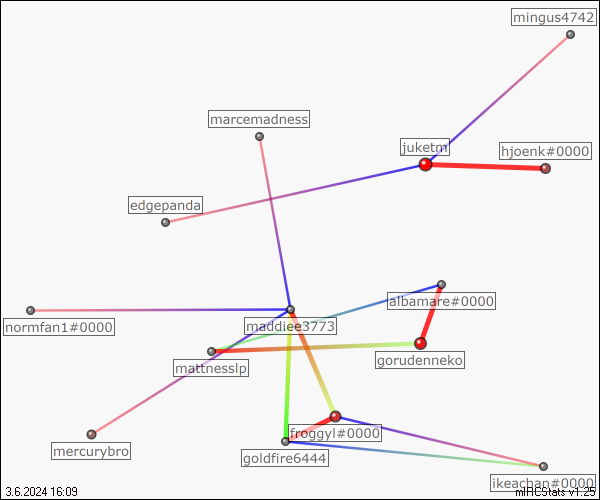 mingus4742
marcemadness
juketm
hjoenk#0000
edgepanda
albamare#0000
normfan1#0000
maddiee3773
gorudenneko
mattnesslp
froggyl#0000
mercurybro
goldfire6444
ikeachan#0000
3.6.2024 16:09
mIRCStats v1.25